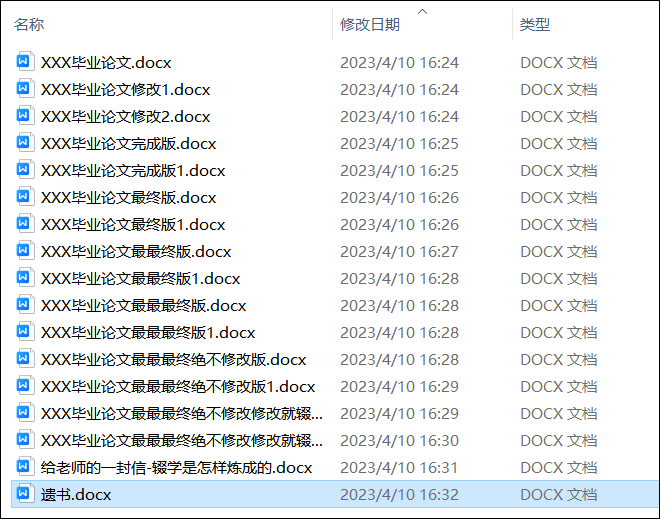 名称 修改日期 类型
XXX毕业论文.docx 2023/4/10 16:24 DOCX 文档
XXX毕业论文修改1.docx 2023/4/10 16:24 DOCX 文档
XXX毕业论文修改2.docx 2023/4/10 16:24 DOCX 文档
XXX毕业论文完成版.docx 2023/4/10 16:25 DOCX 文档
XXX毕业论文完成版1.docx 2023/4/10 16:25 DOCX 文档
XXX毕业论文最终版.docx 2023/4/10 16:26 DOCX 文档
XXX毕业论文最终版1.docx 2023/4/10 16:26 DOCX 文档
XXX毕业论文最最终版.docx 2023/4/10 16:27 DOCX 文档
XXX毕业论文最最终版1.docx 2023/4/10 16:28 DOCX 文档
XXX毕业论文最最最终版.docx 2023/4/10 16:28 DOCX 文档
XXX毕业论文最最最终版1.docx 2023/4/10 16:28 DOCX 文档
XXX毕业论文最最最终绝不修改版.docx 2023/4/10 16:28 DOCX 文档
XXX毕业论文最最最终绝不修改版1.docx 2023/4/10 16:29 DOCX 文档
XXX毕业论文最最最终绝不修改修改就辍... 2023/4/10 16:29 DOCX 文档
XXX毕业论文最最最终绝不修改修改就辍... 2023/4/10 16:30 DOCX 文档
给老师的一封信-辍学是怎样炼成的.docx 2023/4/10 16:31 DOCX 文档
遗书.docx 2023/4/10 16:32 DOCX 文档